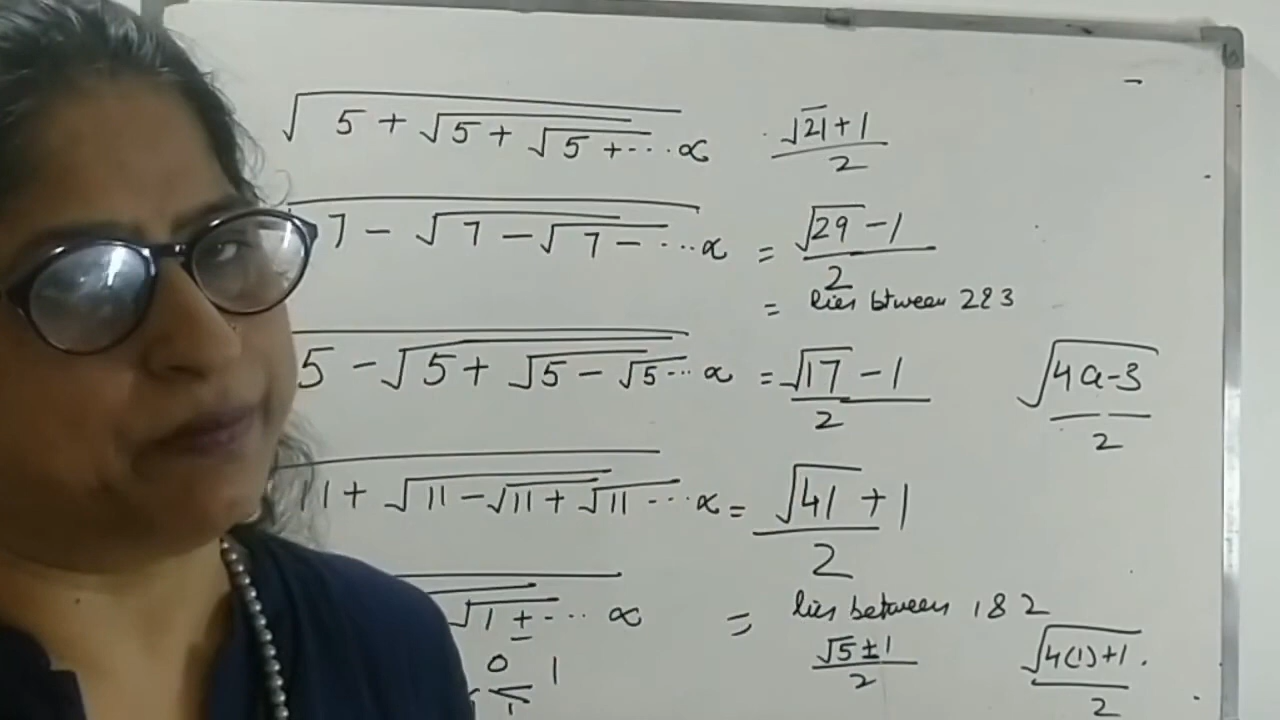 √(5 + √(5 + √(5 + ... ∝ (√21 + 1)/2
7 - √(7 - √(7 - ... ∝ = (√29 - 1)/2
= lies btween 2 & 3
5 - √(5 + √(5 - √(5 ... ∝ = (√17 - 1)/2 √(4a-3)/2
11 + √(11 - √(11 + √(11 ... ∝ = (√41 + 1)/2
√(1 ± ... ∝ = lies between 1 & 2
0 1 (√5 ± 1)/2 √(4(1)+1)/2